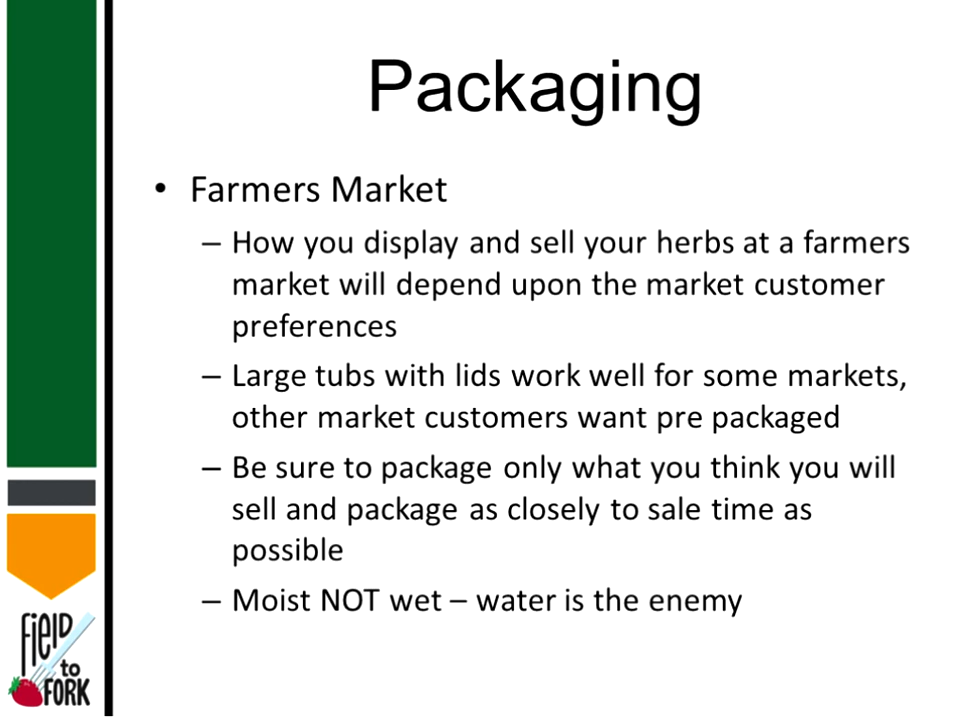 Packaging
• Farmers Market
– How you display and sell your herbs at a farmers
market will depend upon the market customer
preferences
– Large tubs with lids work well for some markets,
other market customers want pre packaged
– Be sure to package only what you think you will
sell and package as closely to sale time as
possible
– Moist NOT wet – water is the enemy
FiElD
to
FORK